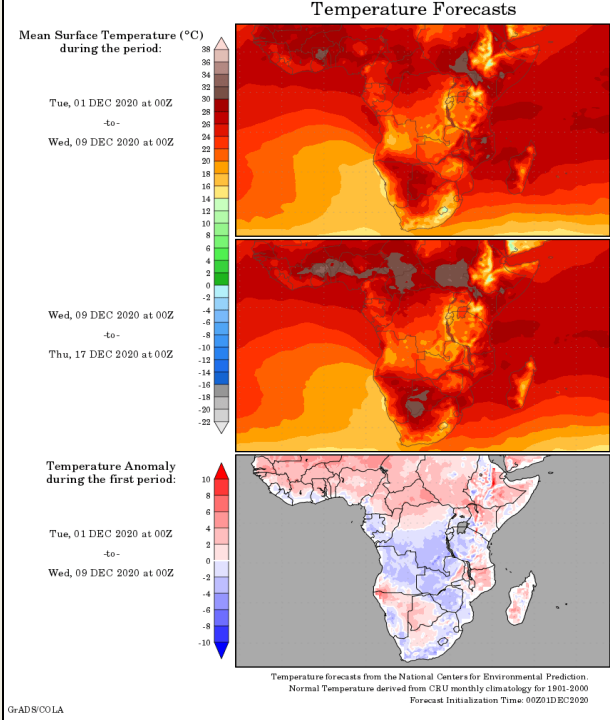 Temperature Forecasts
Mean Surface Temperature (°C)
during the period:
38
36
34
32
30
28
26
24
22
20
18
16
14
12
10
8
6
4
2
0
-2
-4
-6
-8
-10
-12
-14
-16
-18
-20
-22
Tue, 01 DEC 2020 at 00Z
-to-
Wed, 09 DEC 2020 at 00Z
Wed, 09 DEC 2020 at 00Z
-to-
Thu, 17 DEC 2020 at 00Z
Temperature Anomaly
during the first period:
10
8
6
4
2
0
-2
-4
-6
-8
-10
Tue, 01 DEC 2020 at 00Z
-to-
Wed, 09 DEC 2020 at 00Z
Temperature forecasts from the National Centers for Environmental Prediction.
Normal Temperature derived from CRU monthly climatology for 1901-2000
Forecast Initialization Time: 00Z01DEC2020
GrADS/COLA